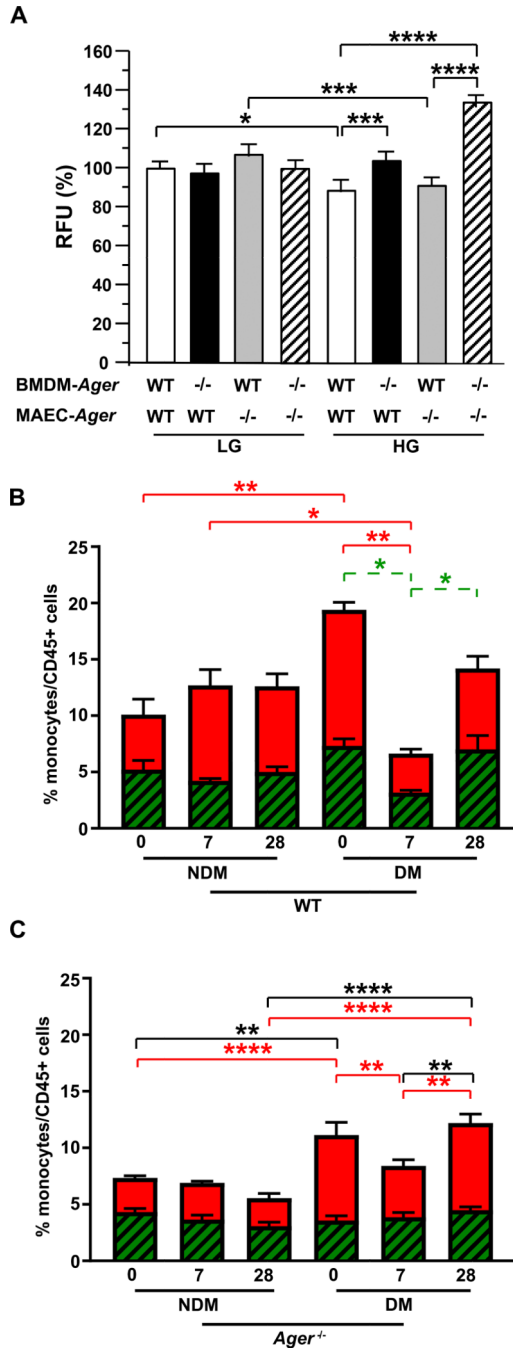 A
****
***
****
*
***
160
140
120
100
80
60
40
20
0
RFU (%)
BMDM-Ager WT -/- WT -/- WT -/- WT -/-
MAEC-Ager WT WT -/- -/- WT WT -/- -/-
LG HG
B
**
*
**
*
*
25
20
15
10
5
0
% monocytes/CD45+ cells
0 7 28 0 7 28
NDM DM
WT
C
****
****
**
****
**
**
**
25
20
15
10
5
0
% monocytes/CD45+ cells
0 7 28 0 7 28
NDM DM
Ager-/-